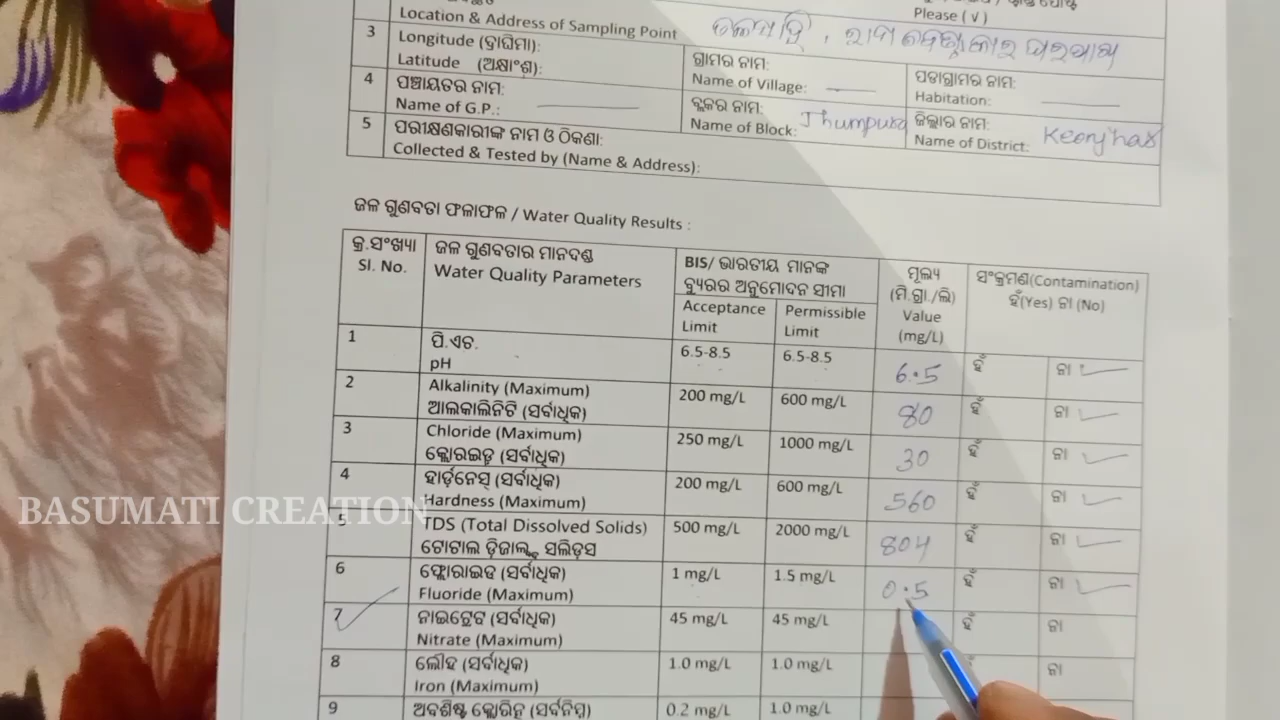 Please (√)
Location & Address of Sampling Point
3
Longitude (ଦ୍ରାଘିମା):
Latitude (ଅକ୍ଷାଂଶ):
ଗ୍ରାମର ନାମ:
Name of Village:
ପଡାଗ୍ରାମର ନାମ:
Habitation:
4
ପଞ୍ଚାୟତର ନାମ:
Name of G.P.:
ବ୍ଲକର ନାମ:
Name of Block: Jhumpura
ଜିଲ୍ଲାର ନାମ:
Name of District: Keonjhar
5
ପରୀକ୍ଷଣକାରୀଙ୍କ ନାମ ଓ ଠିକଣା:
Collected & Tested by (Name & Address):
ଜଳ ଗୁଣବତା ଫଳାଫଳ / Water Quality Results :
କ୍ର.ସଂଖ୍ୟା
Sl. No.
ଜଳ ଗୁଣବତାର ମାନଦଣ୍ଡ
Water Quality Parameters
BIS/ ଭାରତୀୟ ମାନଙ୍କ
ବ୍ୟୁରର ଅନୁମୋଦନ ସୀମା
Acceptance
Limit
Permissible
Limit
ମୂଲ୍ୟ
(ମି.ଗ୍ରା./ଲି)
Value
(mg/L)
ସଂକ୍ରମଣ(Contamination)
ହଁ(Yes) ନା (No)
1
ପି.ଏଚ.
pH
6.5-8.5
6.5-8.5
6.5
ହଁ
ନା
2
Alkalinity (Maximum)
ଆଲକାଲିନିଟି (ସର୍ବାଧିକ)
200 mg/L
600 mg/L
80
ହଁ
ନା
3
Chloride (Maximum)
କ୍ଲୋରାଇଡ୍ (ସର୍ବାଧିକ)
250 mg/L
1000 mg/L
30
ହଁ
ନା
4
ହାର୍ଡ଼ନେସ୍ (ସର୍ବାଧିକ)
Hardness (Maximum)
200 mg/L
600 mg/L
560
ହଁ
ନା
BASUMATI CREATION
5
TDS (Total Dissolved Solids)
ଟୋଟାଲ ଡ଼ିଜାଲ୍ଭ୍ଡ ସଲିଡ଼ସ
500 mg/L
2000 mg/L
804
ହଁ
ନା
6
ଫ୍ଲୋରାଇଡ (ସର୍ବାଧିକ)
Fluoride (Maximum)
1 mg/L
1.5 mg/L
0.5
ହଁ
ନା
7
ନାଇଟ୍ରେଟ (ସର୍ବାଧିକ)
Nitrate (Maximum)
45 mg/L
45 mg/L
ହଁ
ନା
8
ଲୌହ (ସର୍ବାଧିକ)
Iron (Maximum)
1.0 mg/L
1.0 mg/L
ନା
9
ଅବଶିଷ୍ଟ କ୍ଲୋରିନ୍ (ସର୍ବନିମ୍ନ)
0.2 mg/L
1.0 mg/L